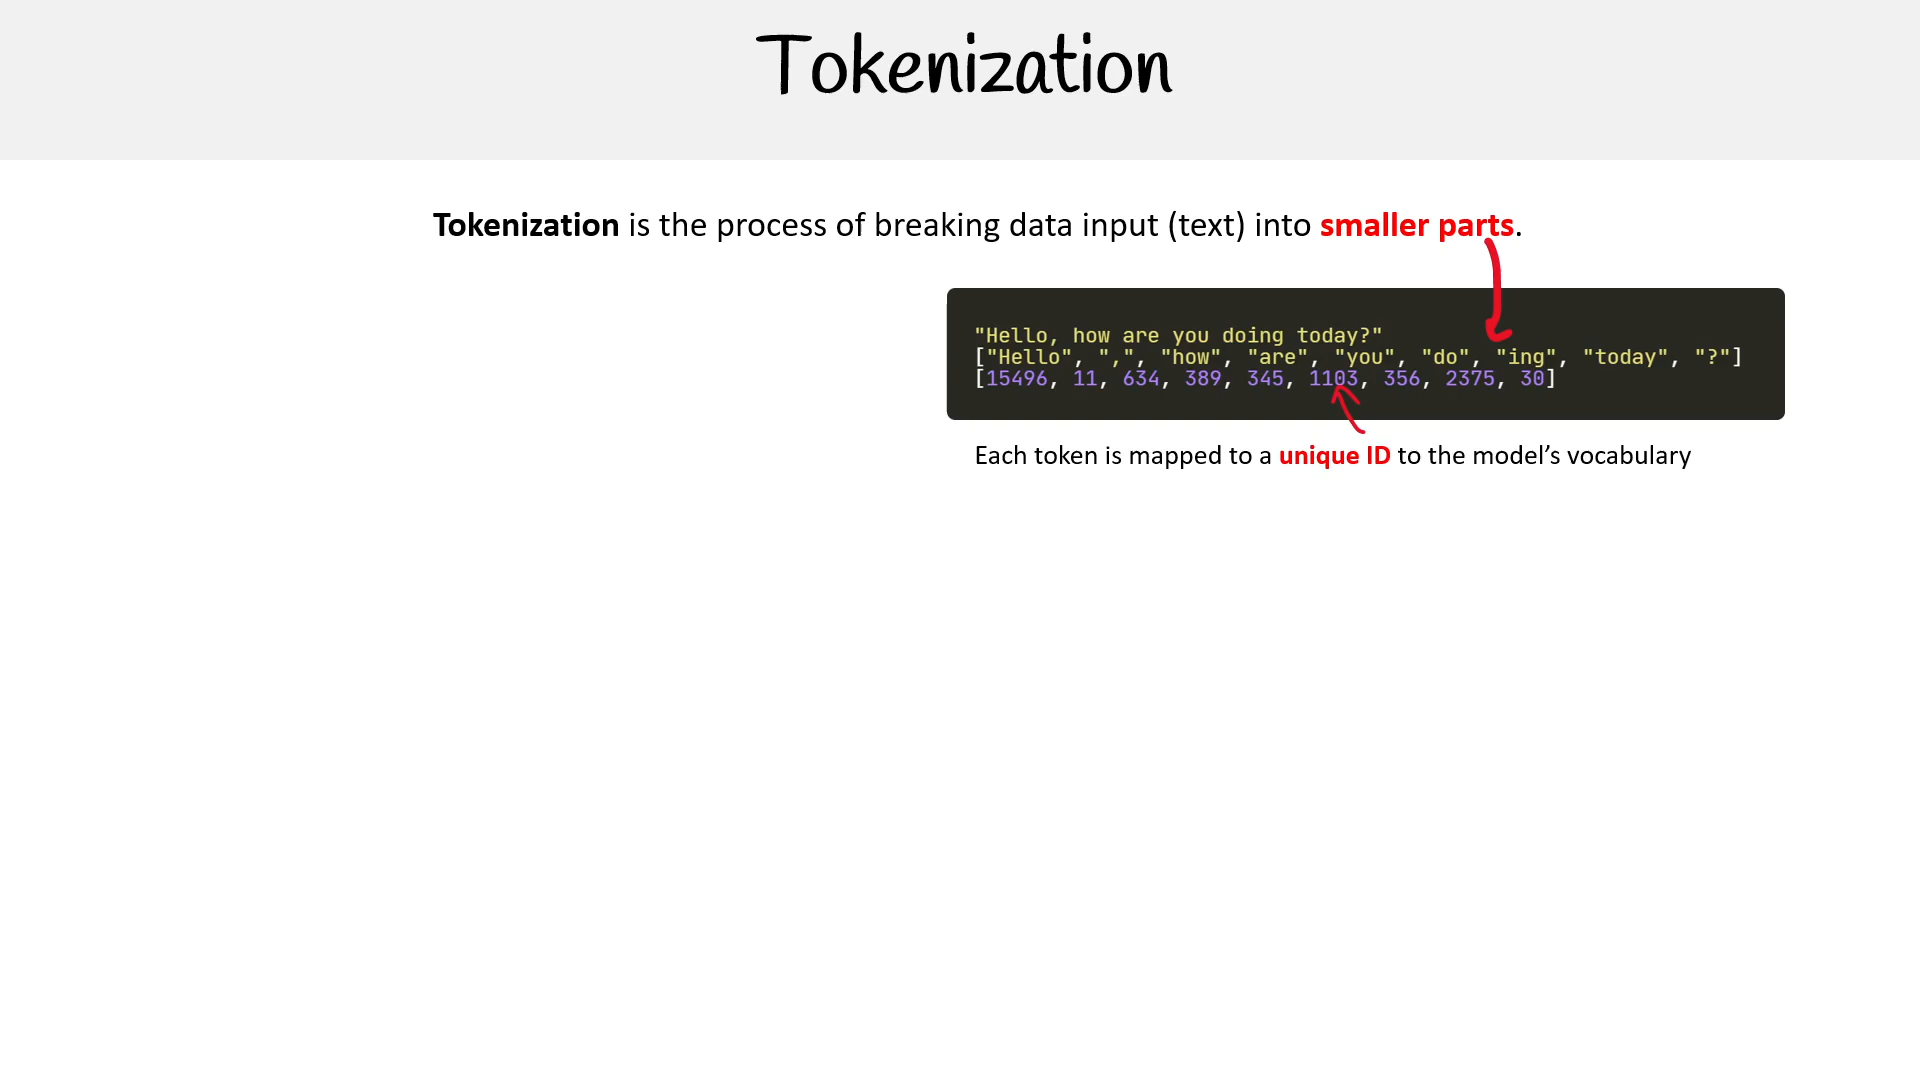 Tokenization
Tokenization is the process of breaking data input (text) into smaller parts.
"Hello, how are you doing today?"
["Hello", ",", "how", "are", "you", "do", "ing", "today", "?"]
[15496, 11, 634, 389, 345, 1103, 356, 2375, 30]
Each token is mapped to a unique ID to the model’s vocabulary